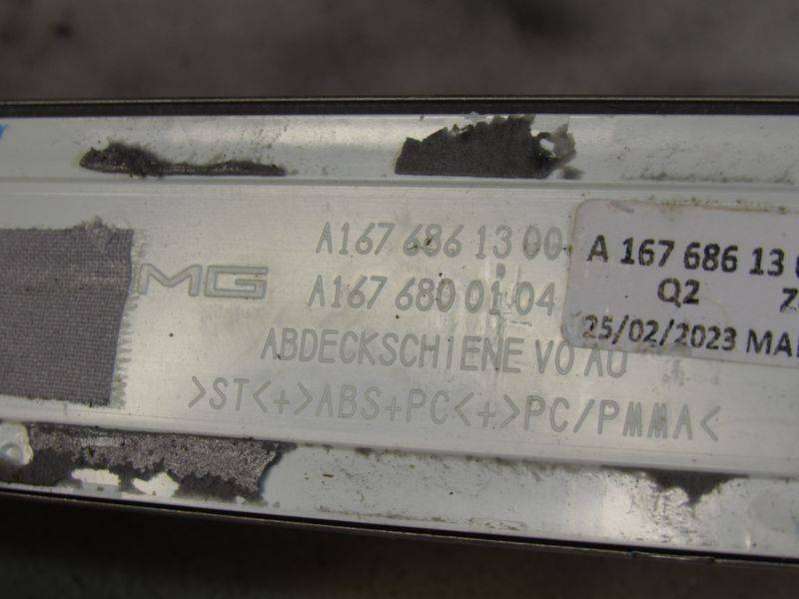 A167 686 13 00
MG
A167 680 01 04
ABDECKSCHIENE VO AU
>ST<+>ABS+PC<+>PC/PMMA<
A 167 686 13
Q2 Z
25/02/2023